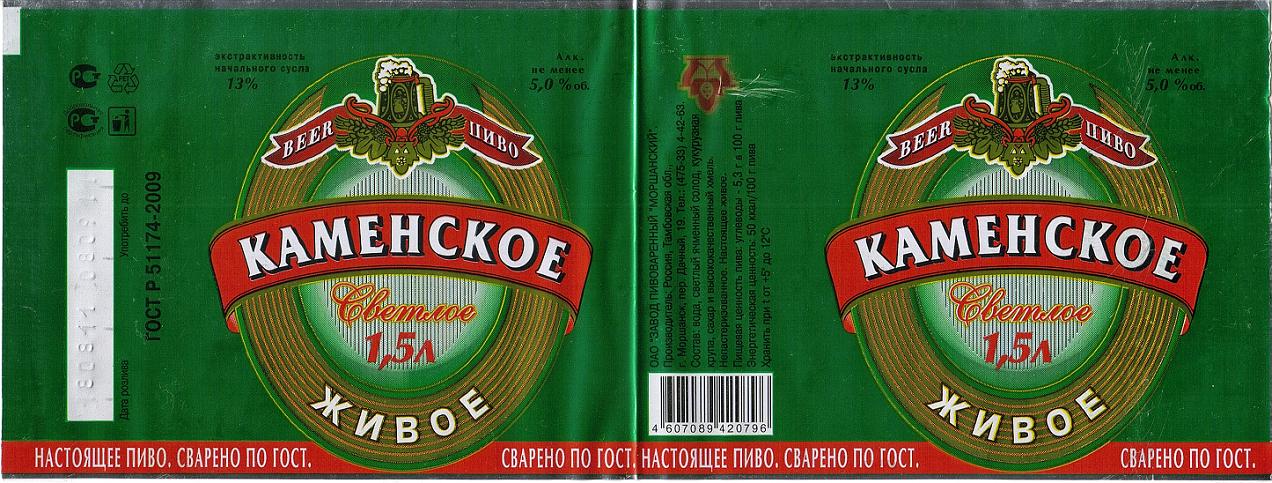 экстрактивность
начального сусла
13%
Алк.
не менее
5,0 %об.
PET
BEER ПИВО
КАМЕНСКОЕ
Светлое
1,5л
ЖИВОЕ
Употребить до
Дата розлива
ГОСТ Р 51174-2009
НАСТОЯЩЕЕ ПИВО. СВАРЕНО ПО ГОСТ.
СВАРЕНО ПО ГОСТ.
ОАО "ЗАВОД ПИВОВАРЕННЫЙ "МОРШАНСКИЙ".
Производитель: Россия, Тамбовская обл.,
г. Моршанск, пер. Дачный, 19. Тел.: (475-33) 4-42-63.
Состав: вода, светлый ячменный солод, кукурузная
крупа, сахар и высококачественный хмель.
Непастеризованное. Настоящее живое.
Пищевая ценность пива: углеводы - 5,3 г в 100 г пива
Энергетическая ценность: 50 ккал/100 г пива
Хранить при t от +5° до 12°С
4 607089 420796
экстрактивность
начального сусла
13%
Алк.
не менее
5,0 %об.
BEER ПИВО
КАМЕНСКОЕ
Светлое
1,5л
ЖИВОЕ
НАСТОЯЩЕЕ ПИВО. СВАРЕНО ПО ГОСТ.
СВАРЕНО ПО ГОСТ.